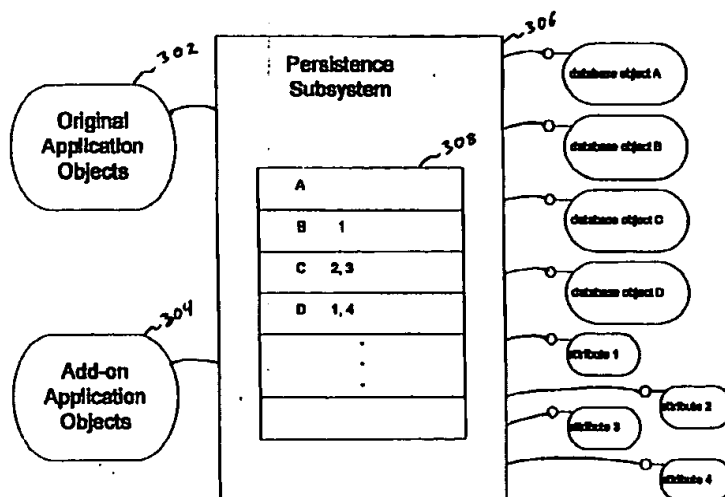 302
306
Persistence
Subsystem
Original
Application
Objects
308
A
B 1
C 2, 3
D 1, 4
304
Add-on
Application
Objects
database object A
database object B
database object C
database object D
attribute 1
attribute 2
attribute 3
attribute 4